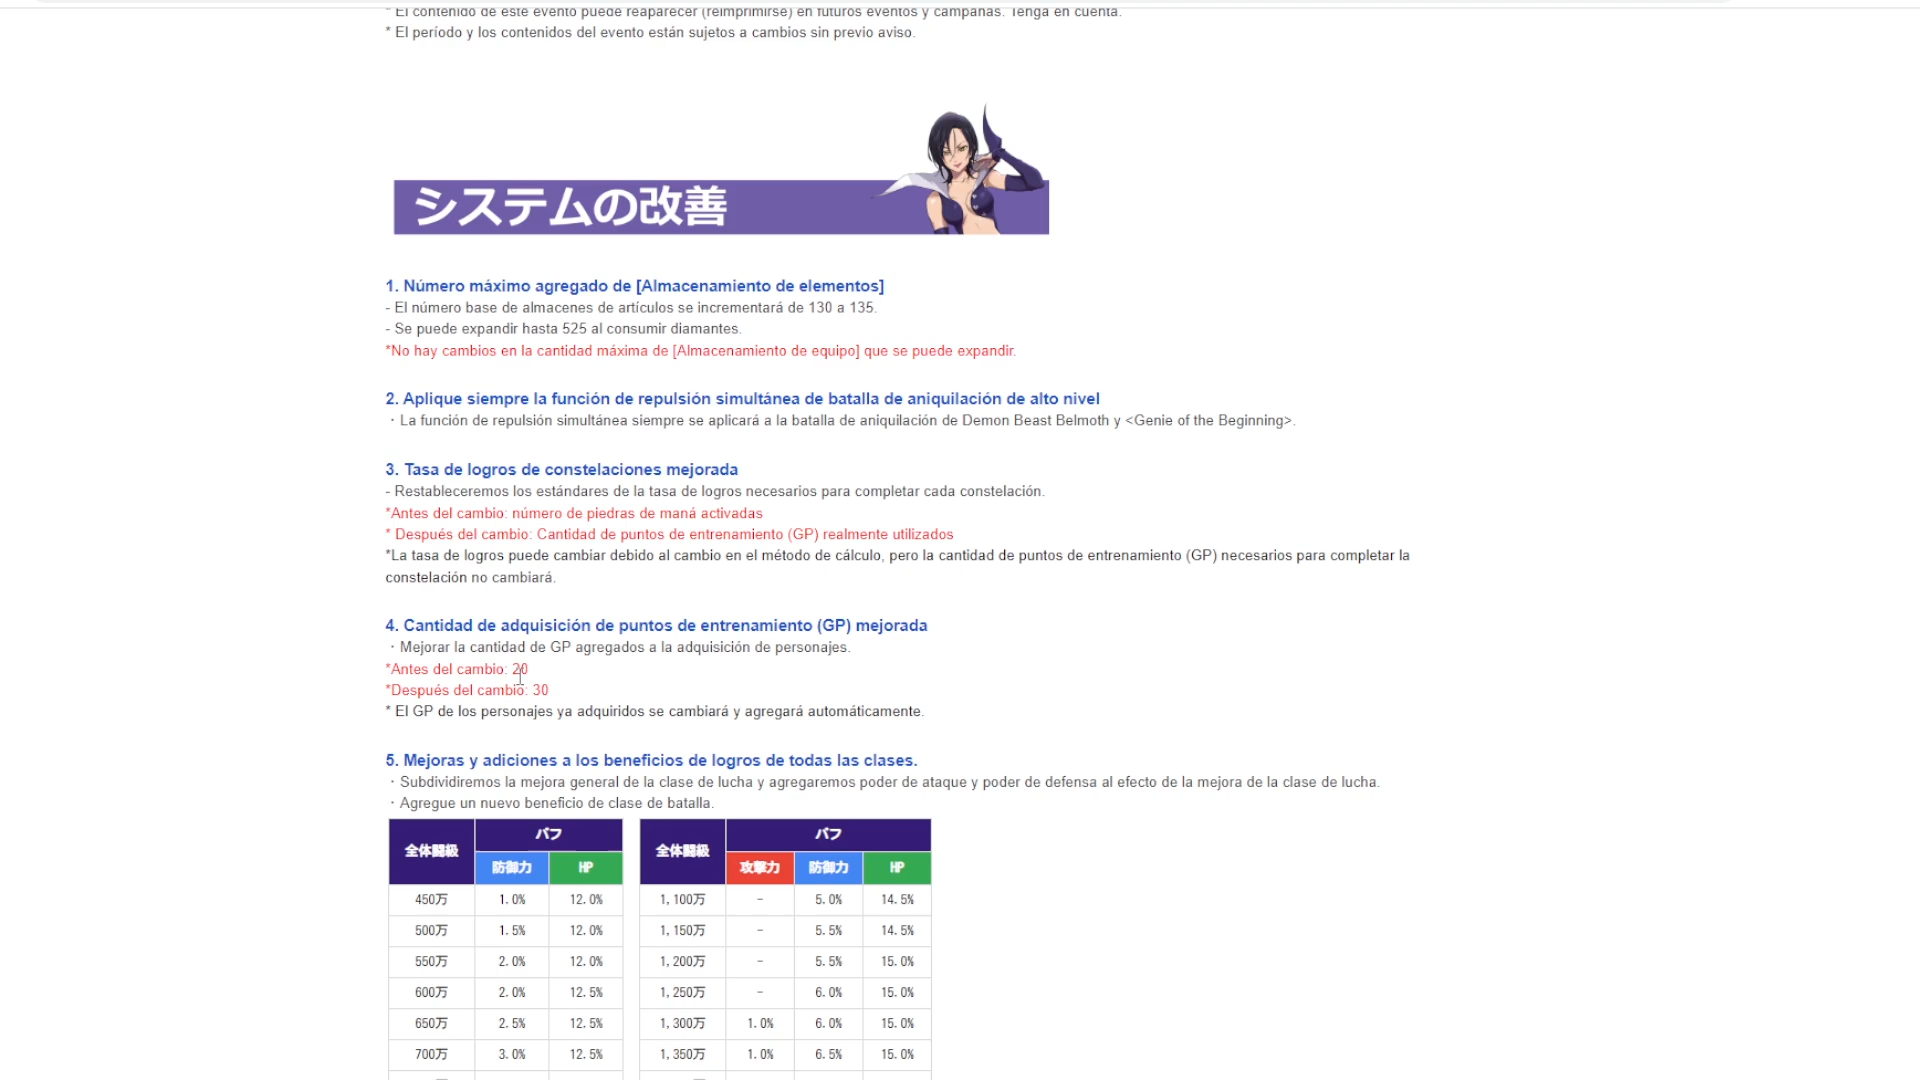 * El contenido de este evento puede reaparecer (reimprimirse) en futuros eventos y campañas. Tenga en cuenta.
* El período y los contenidos del evento están sujetos a cambios sin previo aviso.
システムの改善
1. Número máximo agregado de [Almacenamiento de elementos]
- El número base de almacenes de artículos se incrementará de 130 a 135.
- Se puede expandir hasta 525 al consumir diamantes.
*No hay cambios en la cantidad máxima de [Almacenamiento de equipo] que se puede expandir.
2. Aplique siempre la función de repulsión simultánea de batalla de aniquilación de alto nivel
・La función de repulsión simultánea siempre se aplicará a la batalla de aniquilación de Demon Beast Belmoth y <Genie of the Beginning>.
3. Tasa de logros de constelaciones mejorada
- Restableceremos los estándares de la tasa de logros necesarios para completar cada constelación.
*Antes del cambio: número de piedras de maná activadas
* Después del cambio: Cantidad de puntos de entrenamiento (GP) realmente utilizados
*La tasa de logros puede cambiar debido al cambio en el método de cálculo, pero la cantidad de puntos de entrenamiento (GP) necesarios para completar la
constelación no cambiará.
4. Cantidad de adquisición de puntos de entrenamiento (GP) mejorada
・Mejorar la cantidad de GP agregados a la adquisición de personajes.
*Antes del cambio: 20
*Después del cambio: 30
* El GP de los personajes ya adquiridos se cambiará y agregará automáticamente.
5. Mejoras y adiciones a los beneficios de logros de todas las clases.
・Subdividiremos la mejora general de la clase de lucha y agregaremos poder de ataque y poder de defensa al efecto de la mejora de la clase de lucha.
・Agregue un nuevo beneficio de clase de batalla.
全体闘級 バフ 全体闘級 バフ
防御力 HP 攻撃力 防御力 HP
450万 1.0% 12.0% 1,100万 - 5.0% 14.5%
500万 1.5% 12.0% 1,150万 - 5.5% 14.5%
550万 2.0% 12.0% 1,200万 - 5.5% 15.0%
600万 2.0% 12.5% 1,250万 - 6.0% 15.0%
650万 2.5% 12.5% 1,300万 1.0% 6.0% 15.0%
700万 3.0% 12.5% 1,350万 1.0% 6.5% 15.0%